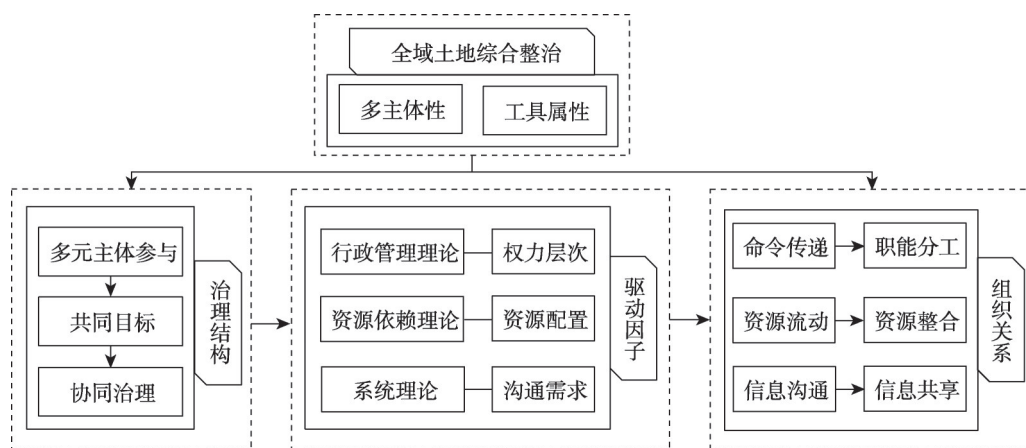 全域土地综合整治
多主体性
工具属性
多元主体参与
共同目标
协同治理
治理结构
行政管理理论
权力层次
资源依赖理论
资源配置
系统理论
沟通需求
驱动因子
命令传递
职能分工
资源流动
资源整合
信息沟通
信息共享
组织关系